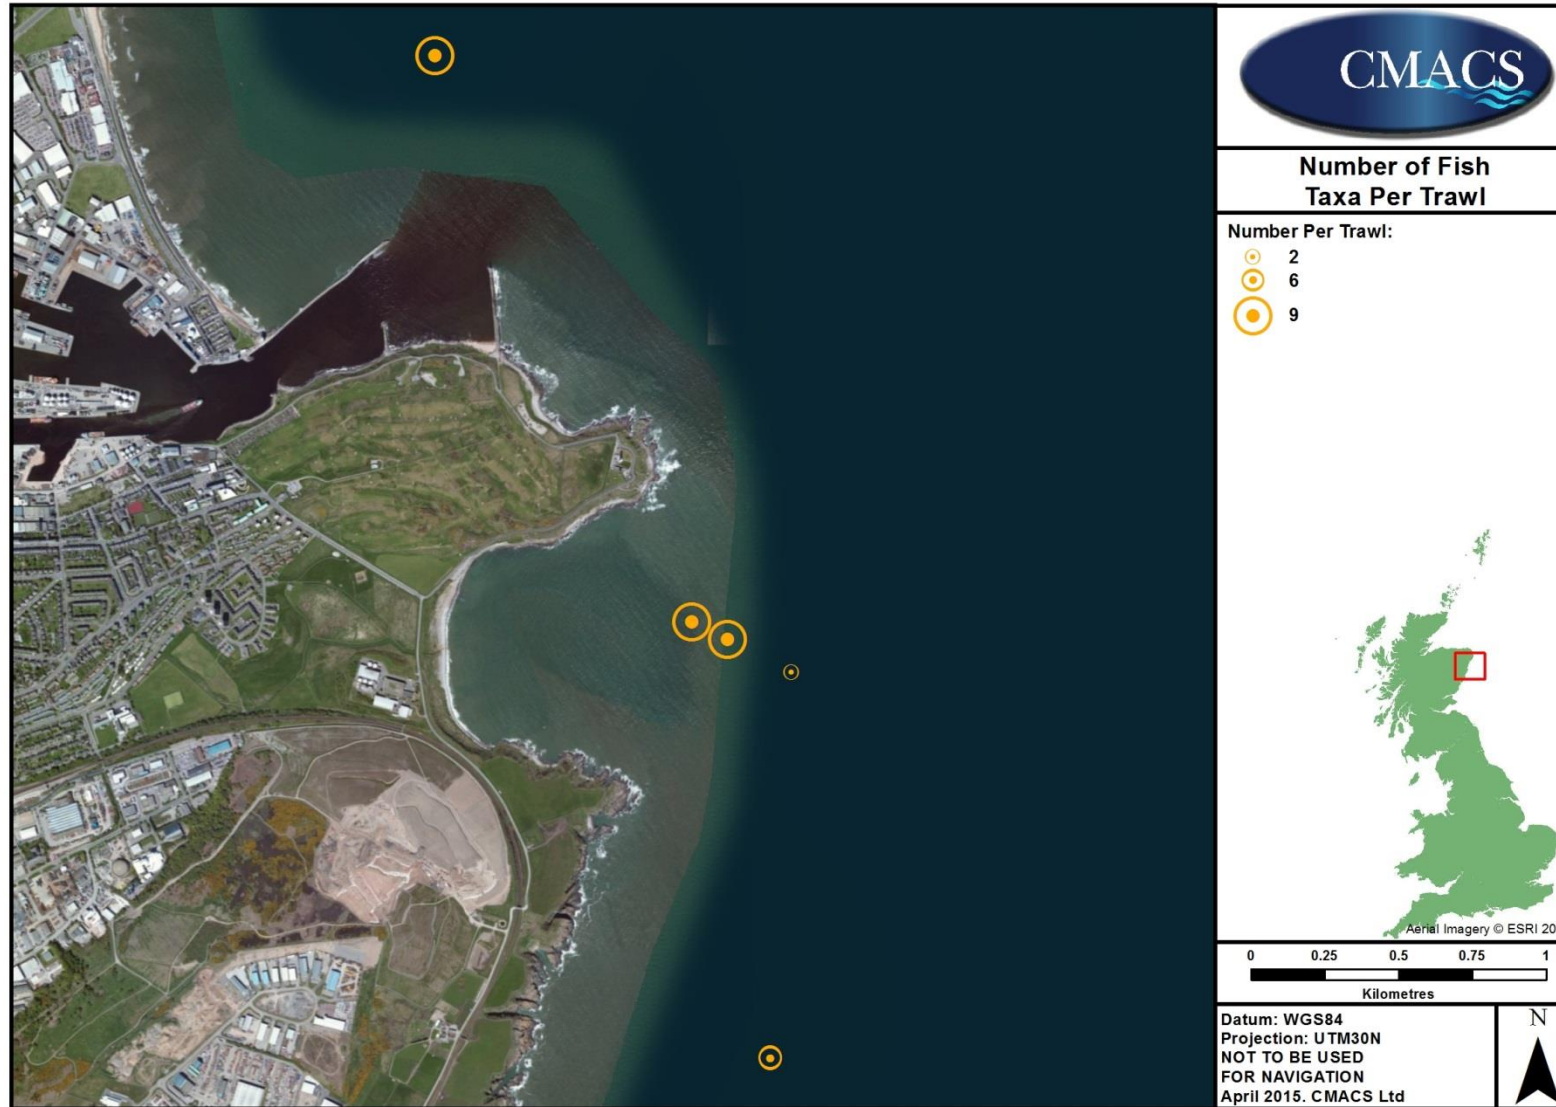 CMACS
Number of Fish
Taxa Per Trawl
Number Per Trawl:
2
6
9
Aerial Imagery © ESRI 20
0 0.25 0.5 0.75 1
Kilometres
Datum: WGS84
Projection: UTM30N
NOT TO BE USED
FOR NAVIGATION
April 2015. CMACS Ltd
N